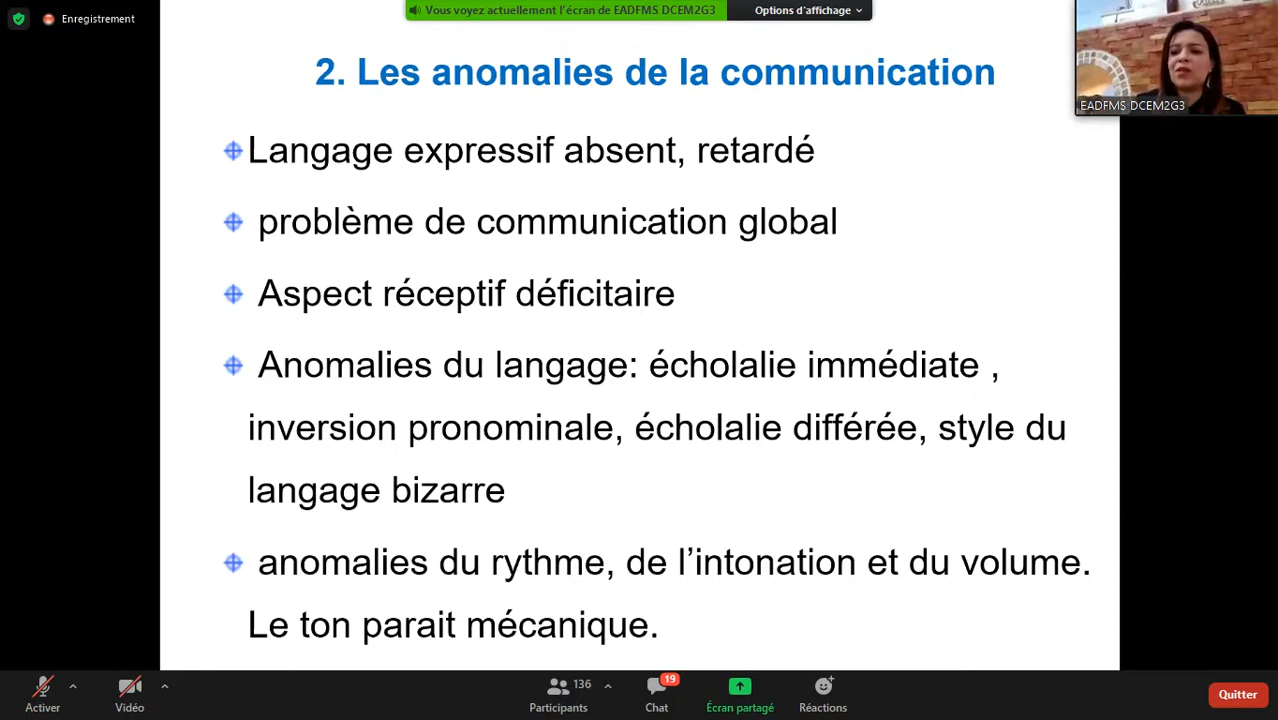 Enregistrement
Vous voyez actuellement l'écran de EADFMS DCEM2G3
Options d'affichage
EADFMS DCEM2G3
2. Les anomalies de la communication
Langage expressif absent, retardé
problème de communication global
Aspect réceptif déficitaire
Anomalies du langage: écholalie immédiate ,
inversion pronominale, écholalie différée, style du
langage bizarre
anomalies du rythme, de l’intonation et du volume.
Le ton parait mécanique.
Activer
Vidéo
136
Participants
19
Chat
Écran partagé
Réactions
Quitter